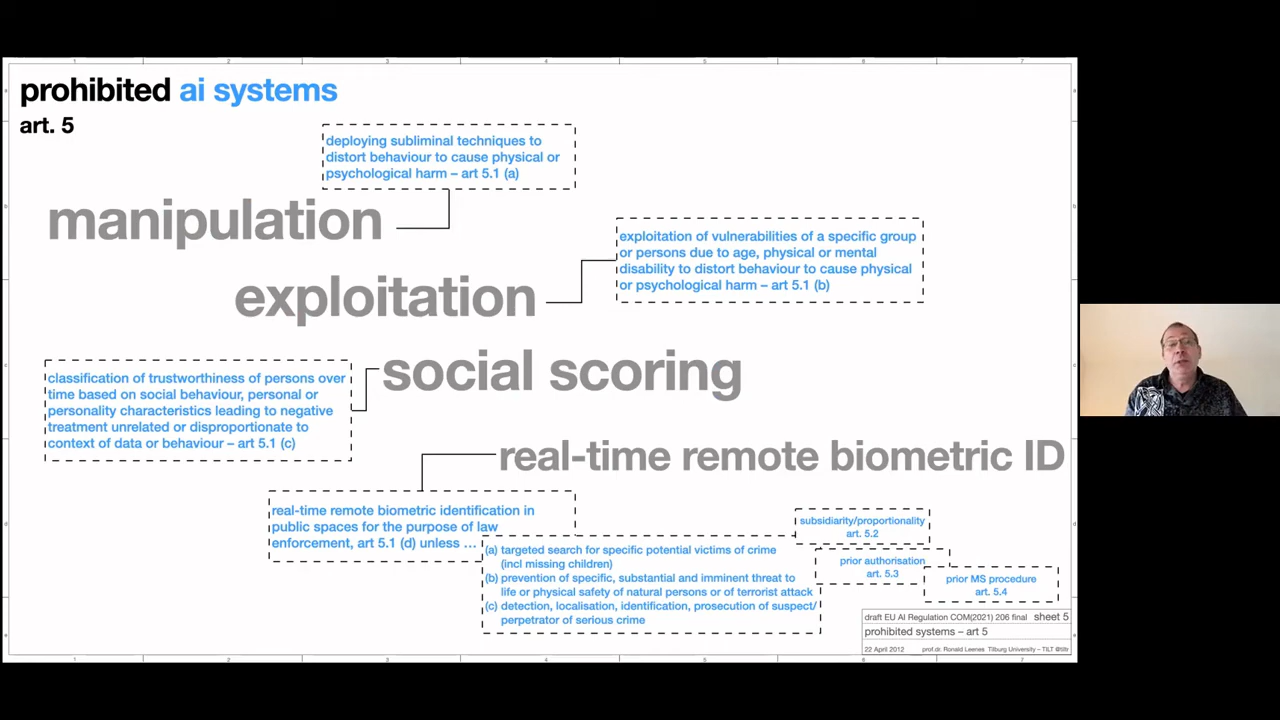 prohibited ai systems
art. 5
deploying subliminal techniques to
distort behaviour to cause physical or
psychological harm – art 5.1 (a)
manipulation
exploitation of vulnerabilities of a specific group
or persons due to age, physical or mental
disability to distort behaviour to cause physical
or psychological harm – art 5.1 (b)
exploitation
social scoring
classification of trustworthiness of persons over
time based on social behaviour, personal or
personality characteristics leading to negative
treatment unrelated or disproportionate to
context of data or behaviour – art 5.1 (c)
real-time remote biometric ID
real-time remote biometric identification in
public spaces for the purpose of law
enforcement, art 5.1 (d) unless …
(a) targeted search for specific potential victims of crime
(incl missing children)
(b) prevention of specific, substantial and imminent threat to
life or physical safety of natural persons or of terrorist attack
(c) detection, localisation, identification, prosecution of suspect/
perpetrator of serious crime
subsidiarity/proportionality
art. 5.2
prior authorisation
art. 5.3
prior MS procedure
art. 5.4
draft EU AI Regulation COM(2021) 206 final sheet 5
prohibited systems – art 5
22 April 2012 prof.dr. Ronald Leenes Tilburg University – TILT